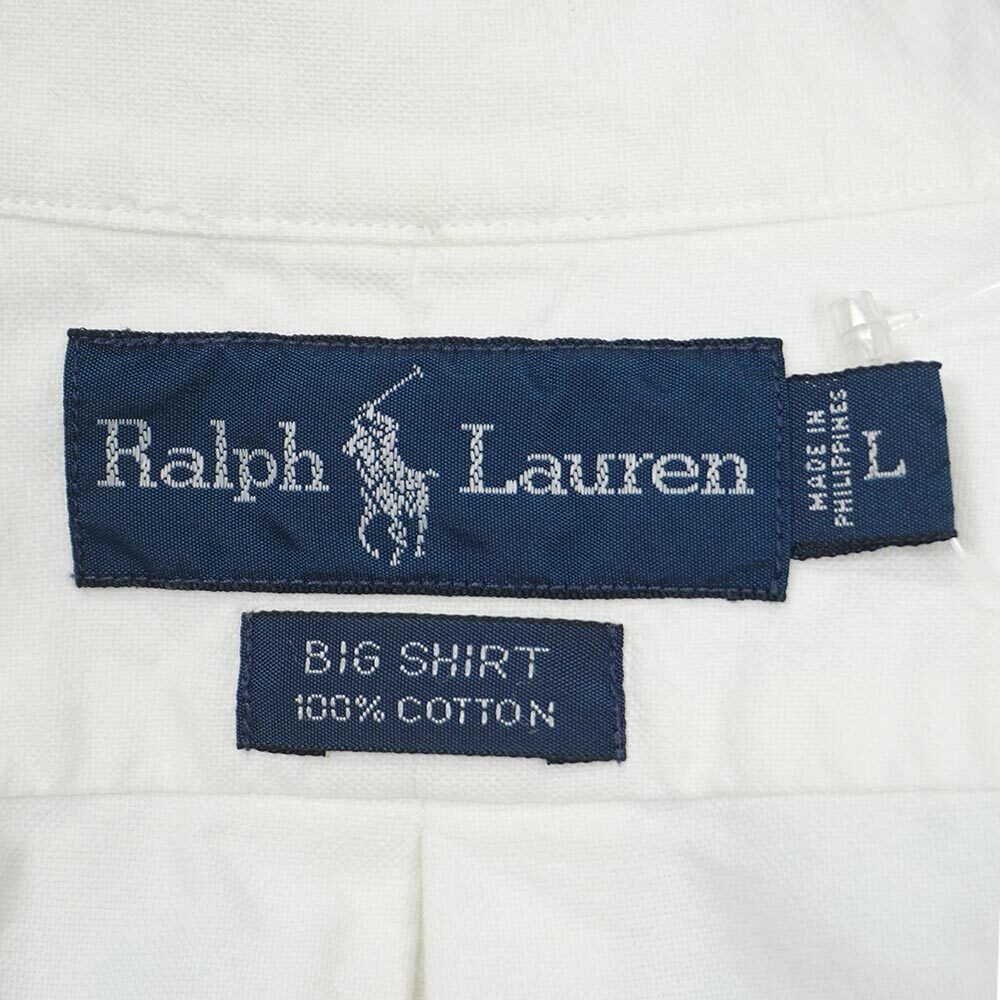 Ralph Lauren
MADE IN
PHILIPPINES
L
BIG SHIRT
100% COTTON